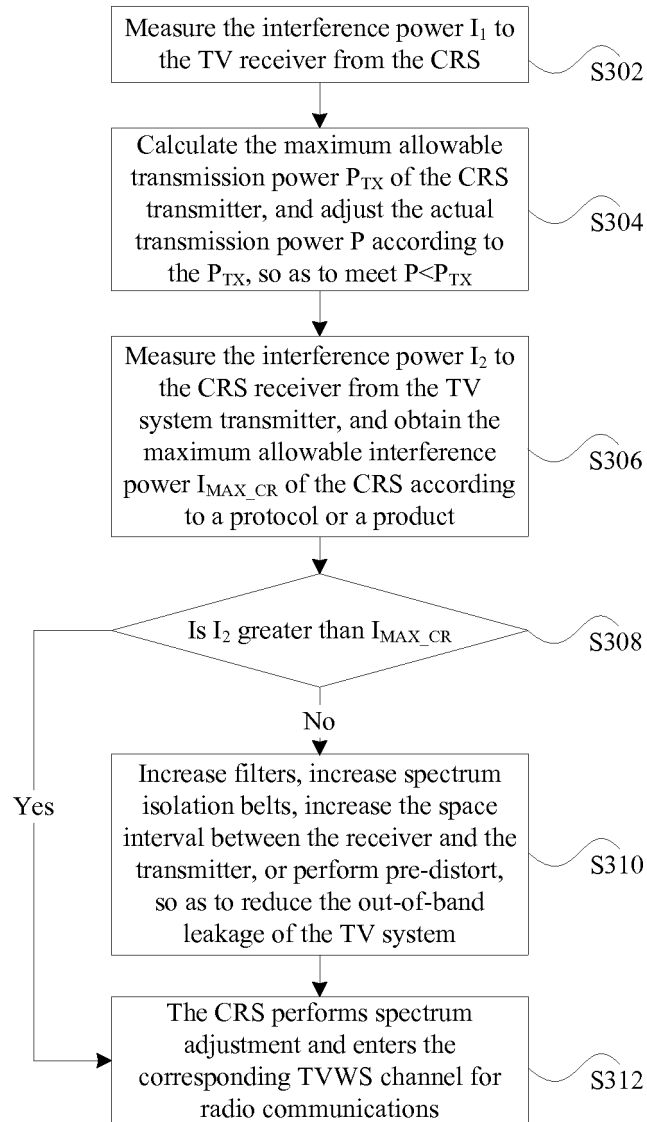 Measure the interference power I₁ to
the TV receiver from the CRS
S302
Calculate the maximum allowable
transmission power P_TX of the CRS
transmitter, and adjust the actual
transmission power P according to
the P_TX, so as to meet P<P_TX
S304
Measure the interference power I₂ to
the CRS receiver from the TV
system transmitter, and obtain the
maximum allowable interference
power I_MAX_CR of the CRS according
to a protocol or a product
S306
Is I₂ greater than I_MAX_CR
S308
No
Yes
Increase filters, increase spectrum
isolation belts, increase the space
interval between the receiver and the
transmitter, or perform pre-distort,
so as to reduce the out-of-band
leakage of the TV system
S310
The CRS performs spectrum
adjustment and enters the
corresponding TVWS channel for
radio communications
S312